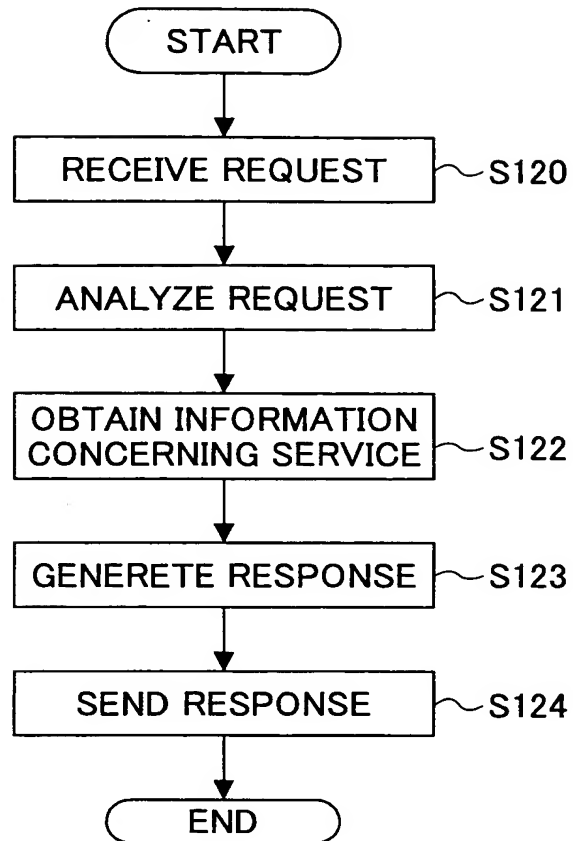 START
RECEIVE REQUEST S120
ANALYZE REQUEST S121
OBTAIN INFORMATION
CONCERNING SERVICE S122
GENERETE RESPONSE S123
SEND RESPONSE S124
END